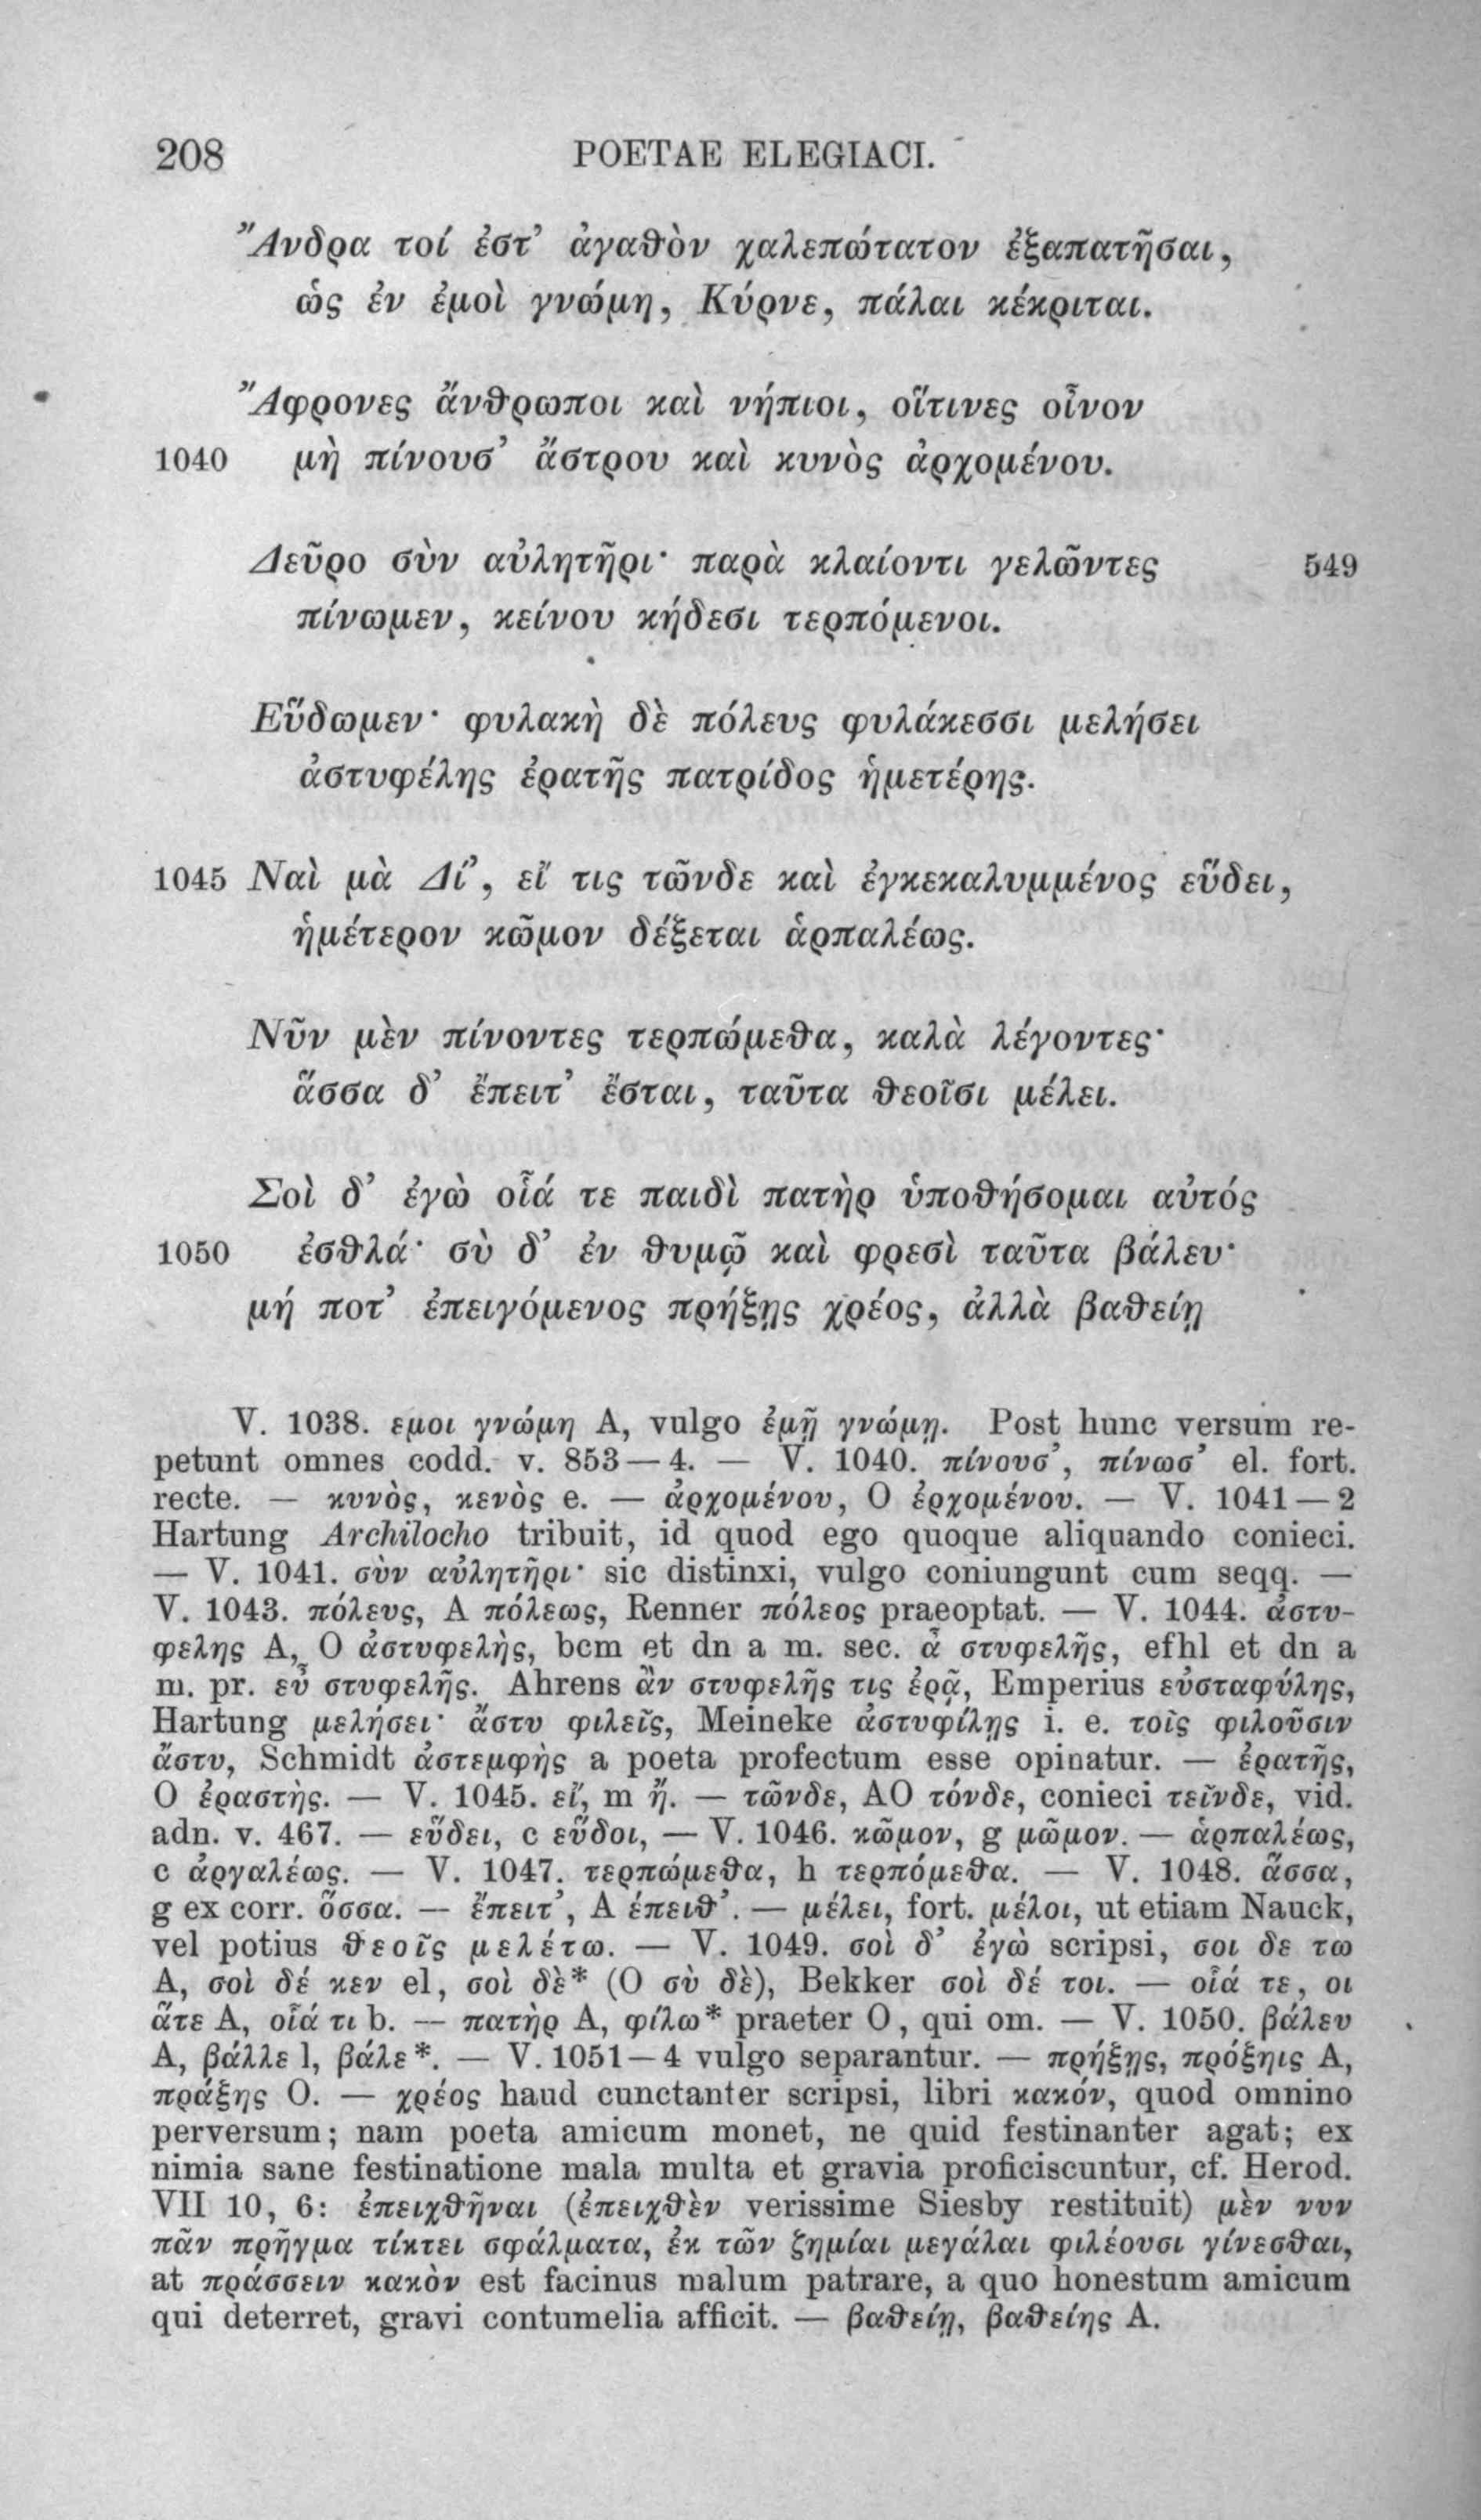 208 POETAE ELEGIACI.
Ἄνδρα τοί ἐστ’ ἀγαθὸν χαλεπώτατον ἐξαπατῆσαι,
ὡς ἐν ἐμοὶ γνώμη, Κύρνε, πάλαι κέκριται.
Ἄφρονες ἄνθρωποι καὶ νήπιοι, οἵτινες οἶνον
1040 μὴ πίνουσ’ ἄστρου καὶ κυνὸς ἀρχομένου.
Δεῦρο σὺν αὐλητῆρι· παρὰ κλαίοντι γελῶντες 549
πίνωμεν, κείνου κήδεσι τερπόμενοι.
Εὕδωμεν· φυλακὴ δὲ πόλευς φυλάκεσσι μελήσει
ἀστυφέλης ἐρατῆς πατρίδος ἡμετέρης.
1045 Ναὶ μὰ Δί’, εἴ τις τῶνδε καὶ ἐγκεκαλυμμένος εὕδει,
ἡμέτερον κῶμον δέξεται ἁρπαλέως.
Νῦν μὲν πίνοντες τερπώμεθα, καλὰ λέγοντες·
ἅσσα δ’ ἔπειτ’ ἔσται, ταῦτα θεοῖσι μέλει.
Σοὶ δ’ ἐγὼ οἷά τε παιδὶ πατὴρ ὑποθήσομαι αὐτός
1050 ἐσθλά· σὺ δ’ ἐν θυμῷ καὶ φρεσὶ ταῦτα βάλευ·
μή ποτ’ ἐπειγόμενος πρήξῃς χρέος, ἀλλὰ βαθείῃ
V. 1038. εμοι γνώμη A, vulgo ἐμῇ γνώμῃ. Post hunc versum re-
petunt omnes codd. v. 853—4. — V. 1040. πίνουσ’, πίνωσ’ el. fort.
recte. — κυνὸς, κενὸς e. — ἀρχομένου, O ἐρχομένου. — V. 1041—2
Hartung Archilocho tribuit, id quod ego quoque aliquando conieci.
— V. 1041. σὺν αὐλητῆρι· sic distinxi, vulgo coniungunt cum seqq. —
V. 1043. πόλευς, A πόλεως, Renner πόλεος praeoptat. — V. 1044. ἀστυ-
φελης A, O ἀστυφελὴς, bcm et dn a m. sec. ἆ στυφελῆς, efhl et dn a
m. pr. εὖ στυφελῆς. Ahrens ἂν στυφελῆς τις ἐρᾷ, Emperius εὐσταφύλης,
Hartung μελήσει· ἄστυ φιλεῖς, Meineke ἀστυφίλῃς i. e. τοῖς φιλοῦσιν
ἄστυ, Schmidt ἀστεμφὴς a poeta profectum esse opinatur. — ἐρατῆς,
O ἐραστὴς. — V. 1045. εἴ, m ἤ. — τῶνδε, AO τόνδε, conieci τεῖνδε, vid.
adn. v. 467. — εὕδει, c εὕδοι, — V. 1046. κῶμον, g μῶμον. — ἁρπαλέως,
c ἀργαλέως. — V. 1047. τερπώμεθα, h τερπόμεθα. — V. 1048. ἅσσα,
g ex corr. ὅσσα. — ἔπειτ’, A έπειθ’. — μέλει, fort. μέλοι, ut etiam Nauck,
vel potius θεοῖς μελέτω. — V. 1049. σοὶ δ’ ἐγὼ scripsi, σοι δε τω
A, σοὶ δέ κεν el, σοὶ δὲ* (O σὺ δὲ), Bekker σοὶ δέ τοι. — οἷά τε, οι
ἅτε A, οἷά τι b. — πατὴρ A, φίλω* praeter O, qui om. — V. 1050. βάλευ
A, βάλλε l, βάλε*. — V. 1051—4 vulgo separantur. — πρήξῃς, πρόξηις A,
πράξης O. — χρέος haud cunctanter scripsi, libri κακόν, quod omnino
perversum; nam poeta amicum monet, ne quid festinanter agat; ex
nimia sane festinatione mala multa et gravia proficiscuntur, cf. Herod.
VII 10, 6: ἐπειχθῆναι (ἐπειχθὲν verissime Siesby restituit) μὲν νυν
πᾶν πρῆγμα τίκτει σφάλματα, ἐκ τῶν ζημίαι μεγάλαι φιλέουσι γίνεσθαι,
at πράσσειν κακὸν est facinus malum patrare, a quo honestum amicum
qui deterret, gravi contumelia afficit. — βαθείῃ, βαθείης A.